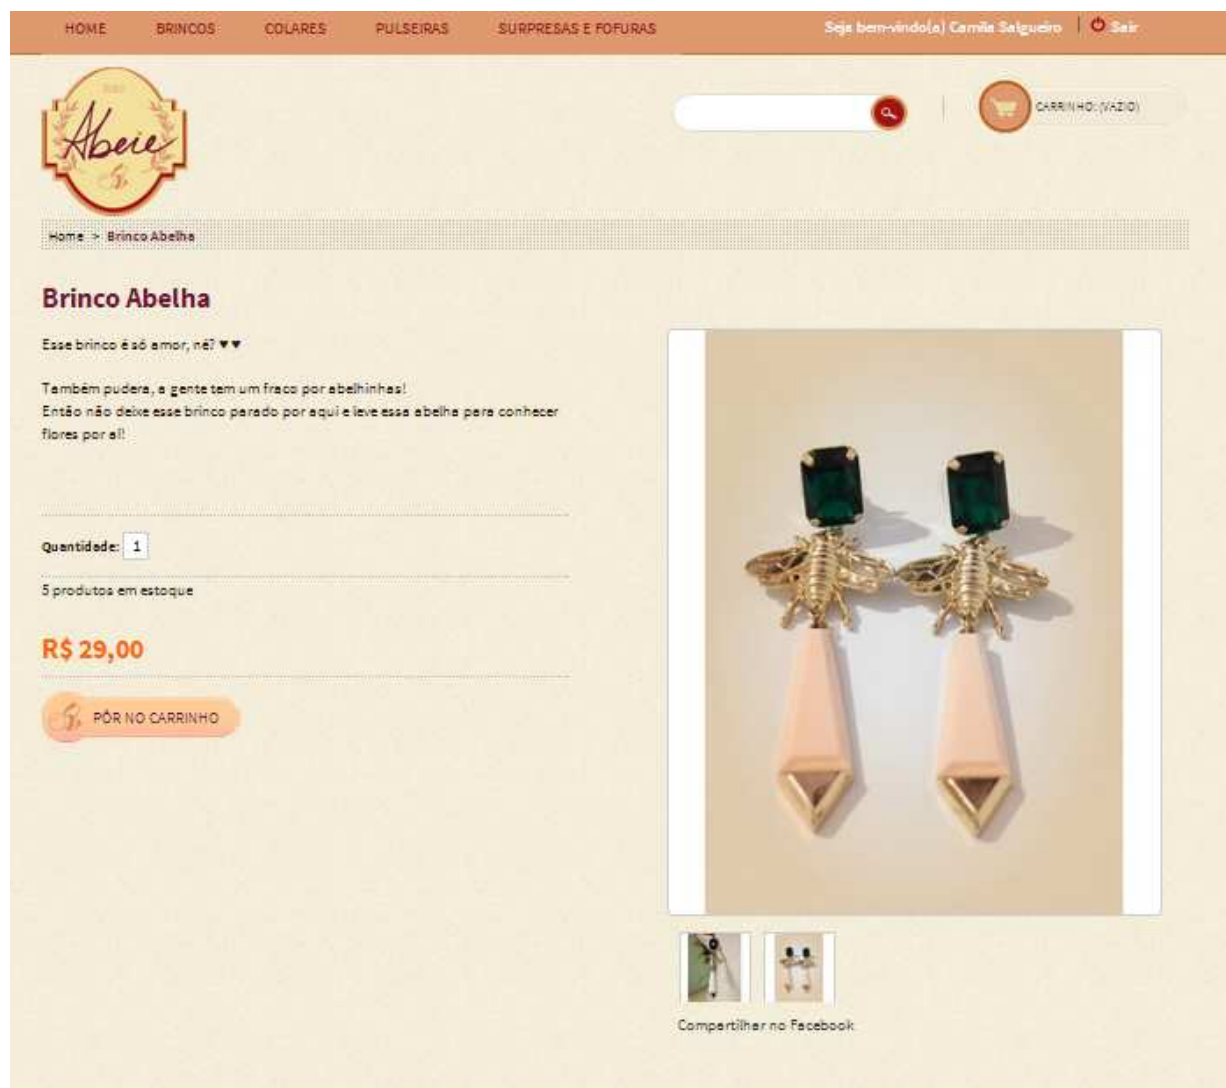 HOME BRINCOS COLARES PULSEIRAS SURPRESAS E FOFURAS Seja bem-vindo(a) Camila Salgueiro Sair
Abeie
CARRINHO: (VAZIO)
Home > Brinco Abelha
Brinco Abelha
Esse brinco é só amor, né? ♥ ♥
Também pudera, a gente tem um fraco por abelhinhas!
Então não deixe esse brinco parado por aqui e leve essa abelha para conhecer
flores por aí!
Quantidade: 1
5 produtos em estoque
R$ 29,00
PÔR NO CARRINHO
Compartilhar no Facebook